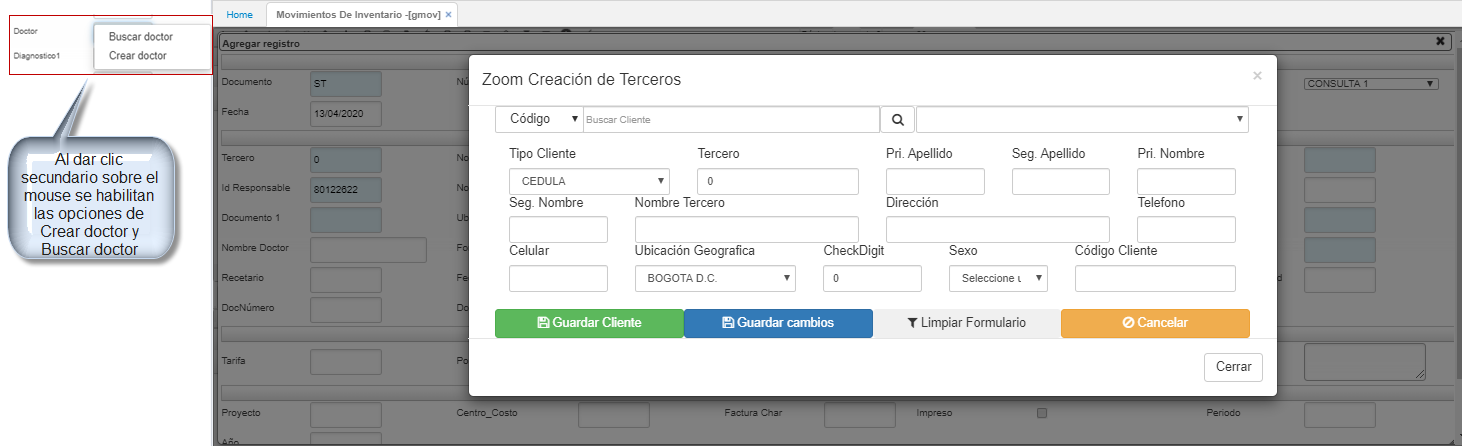 Home
Movimientos De Inventario -[gmov] ×
Doctor
Buscar doctor
Diagnostico1
Crear doctor
Agregar registro
Al dar clic
secundario sobre el
mouse se habilitan
las opciones de
Crear doctor y
Buscar doctor
Zoom Creación de Terceros
×
Documento
ST
CONSULTA 1
Fecha
13/04/2020
Código
Buscar Cliente
Tipo Cliente
Tercero
Pri. Apellido
Seg. Apellido
Pri. Nombre
CEDULA
0
Seg. Nombre
Nombre Tercero
Dirección
Telefono
Celular
Ubicación Geografica
CheckDigit
Sexo
Código Cliente
BOGOTA D.C.
0
Seleccione u
Guardar Cliente
Guardar cambios
Limpiar Formulario
Cancelar
Cerrar
Tercero
0
Id Responsable
80122622
Documento 1
Nombre Doctor
Recetario
DocNúmero
Tarifa
Proyecto
Centro_Costo
Factura Char
Impreso
Periodo
Año